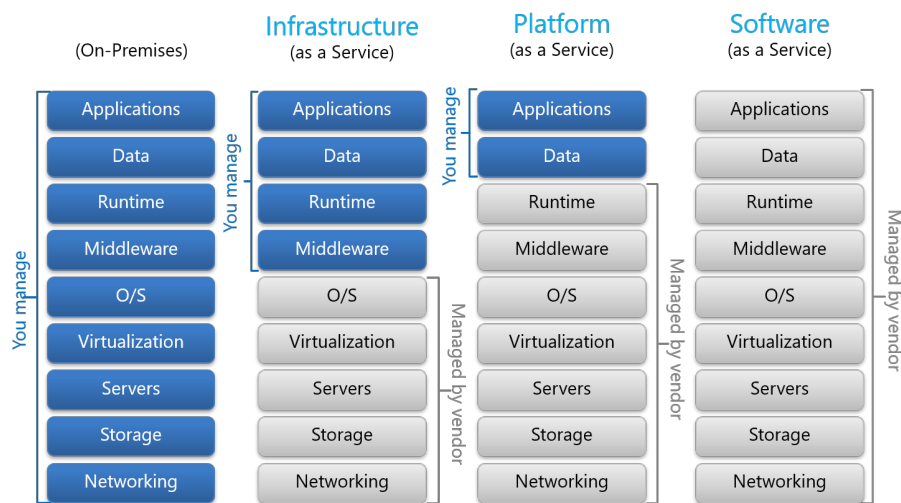 (On-Premises)
Applications
Data
Runtime
Middleware
O/S
Virtualization
Servers
Storage
Networking
You manage
Infrastructure
(as a Service)
Applications
Data
Runtime
Middleware
O/S
Virtualization
Servers
Storage
Networking
You manage
Managed by vendor
Platform
(as a Service)
Applications
Data
Runtime
Middleware
O/S
Virtualization
Servers
Storage
Networking
You manage
Managed by vendor
Software
(as a Service)
Applications
Data
Runtime
Middleware
O/S
Virtualization
Servers
Storage
Networking
Managed by vendor